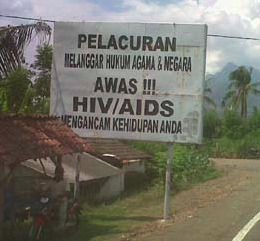 PELACURAN
MELANGGAR HUKUM AGAMA & NEGARA
AWAS !!!
HIV/AIDS
MENGANCAM KEHIDUPAN ANDA